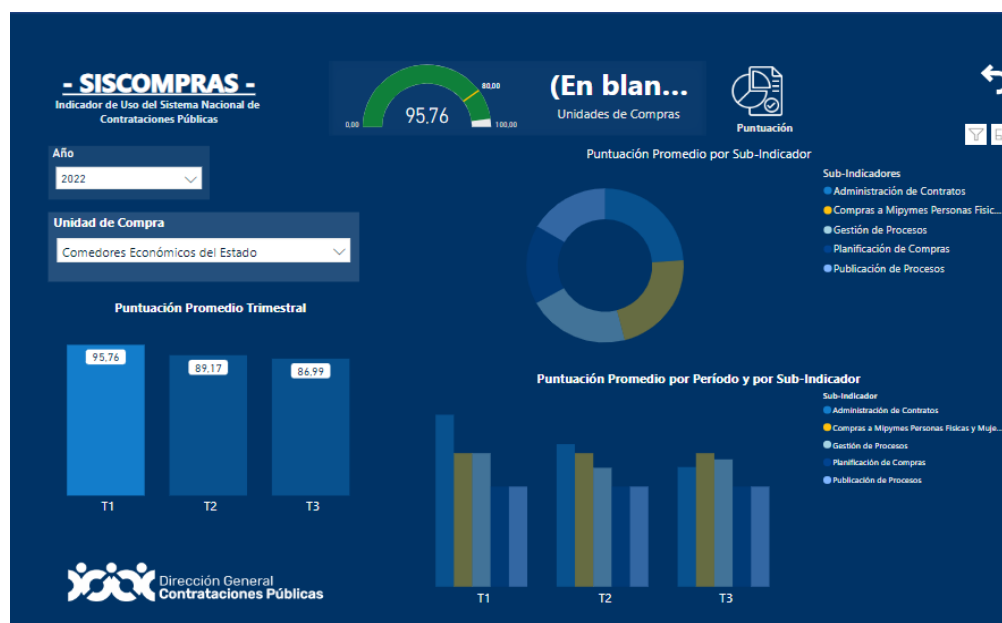 - SISCOMPRAS -
Indicador de Uso del Sistema Nacional de
Contrataciones Públicas
0,00
95,76
80,00
100,00
(En blan...
Unidades de Compras
Puntuación
Año
2022
Unidad de Compra
Comedores Económicos del Estado
Puntuación Promedio por Sub-Indicador
Sub-Indicadores
Administración de Contratos
Compras a Mipymes Personas Fisic...
Gestión de Procesos
Planificación de Compras
Publicación de Procesos
Puntuación Promedio Trimestral
95.76
89.17
86.99
T1
T2
T3
Puntuación Promedio por Período y por Sub-Indicador
Sub-Indicador
Administración de Contratos
Compras a Mipymes Personas Fisicas y Muje...
Gestión de Procesos
Planificación de Compras
Publicación de Procesos
T1
T2
T3
Dirección General
Contrataciones Públicas